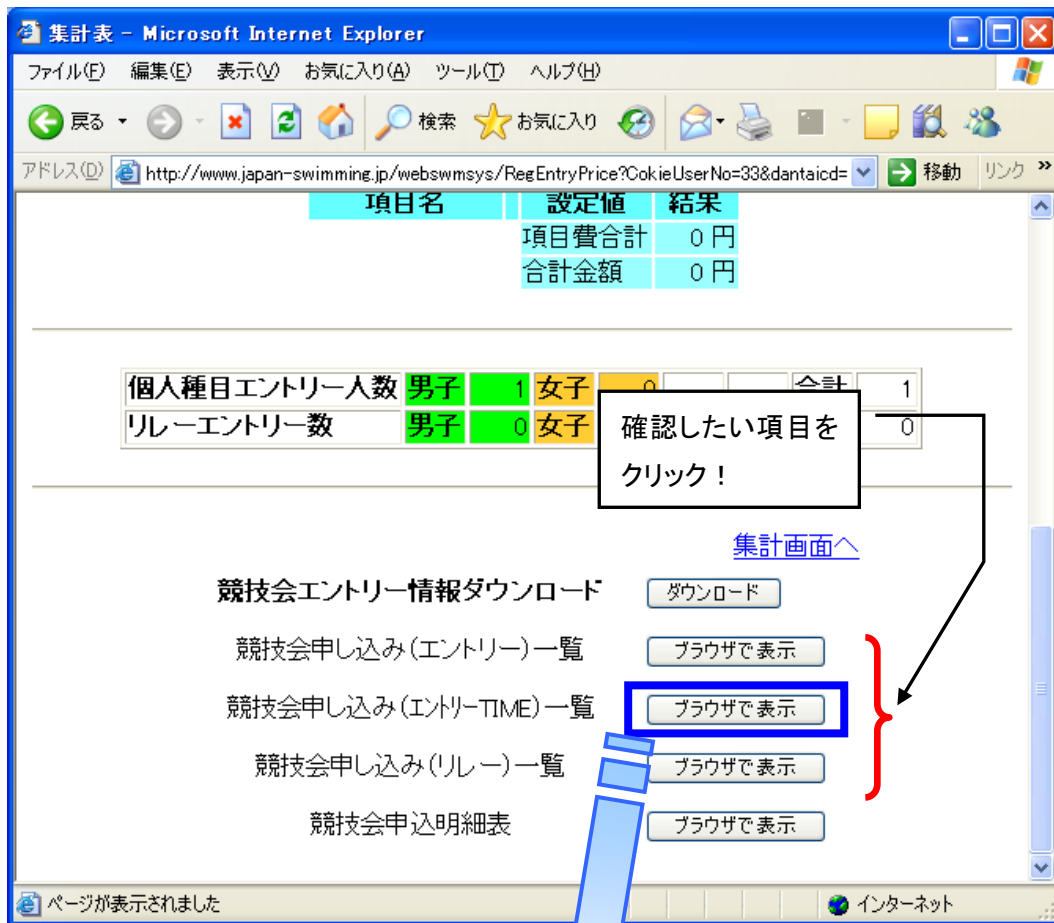 集計表 - Microsoft Internet Explorer
ファイル(F) 編集(E) 表示(V) お気に入り(A) ツール(T) ヘルプ(H)
戻る 検索 お気に入り
アドレス(D) http://www.japan-swimming.jp/webswmsys/RegEntryPrice?CokieUserNo=33&dantaicd= 移動 リンク »
項目名 設定値 結果
項目費合計 0 円
合計金額 0 円
個人種目エントリー人数 男子 1 女子 0 合計 1
リレーエントリー数 男子 0 女子 0
確認したい項目を
クリック！
集計画面へ
競技会エントリー情報ダウンロード ダウンロード
競技会申し込み(エントリー)一覧 ブラウザで表示
競技会申し込み(エントリーTIME)一覧 ブラウザで表示
競技会申し込み(リレー)一覧 ブラウザで表示
競技会申込明細表 ブラウザで表示
ページが表示されました インターネット